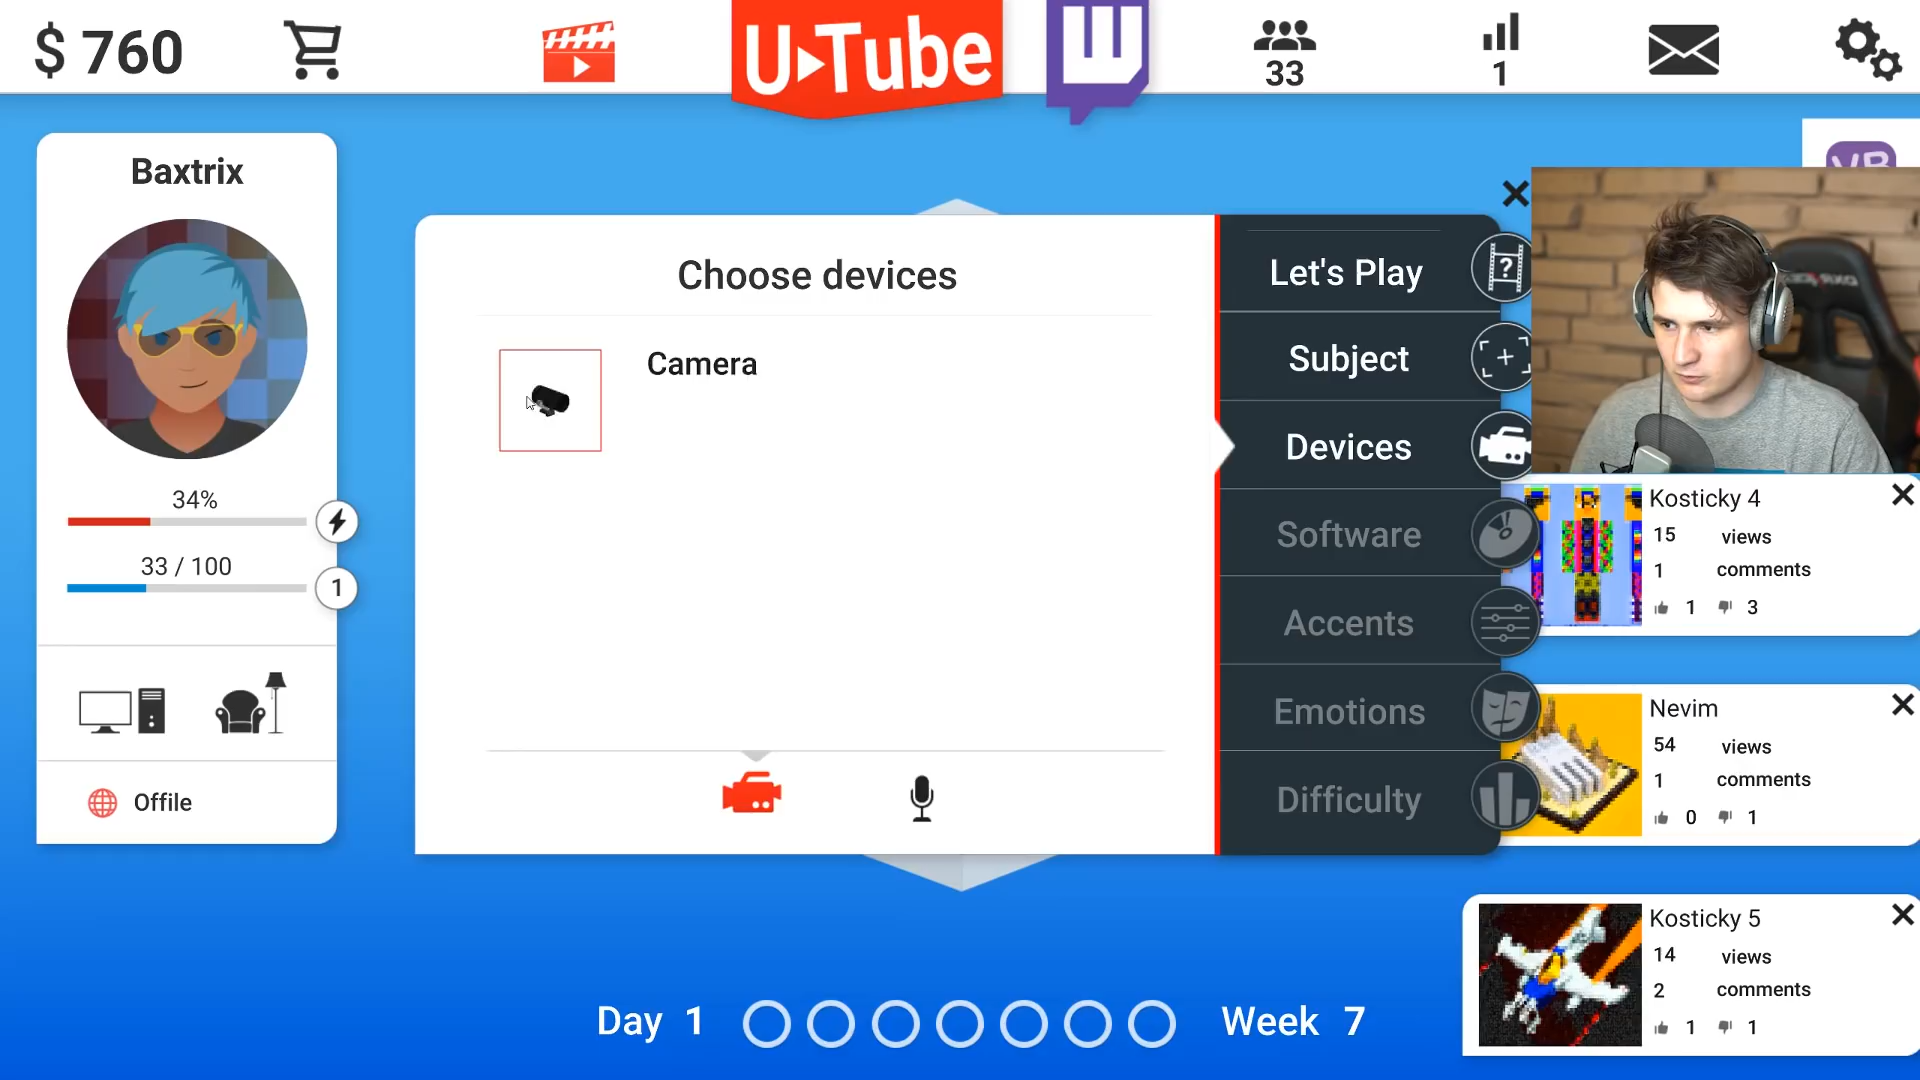 $ 760
U Tube
33
1
Baxtrix
34%
33 / 100
1
Offile
Choose devices
Camera
Let's Play
Subject
Devices
Software
Accents
Emotions
Difficulty
Kosticky 4
15 views
1 comments
1 3
Nevim
54 views
1 comments
0 1
Kosticky 5
14 views
2 comments
1 1
Day 1
Week 7